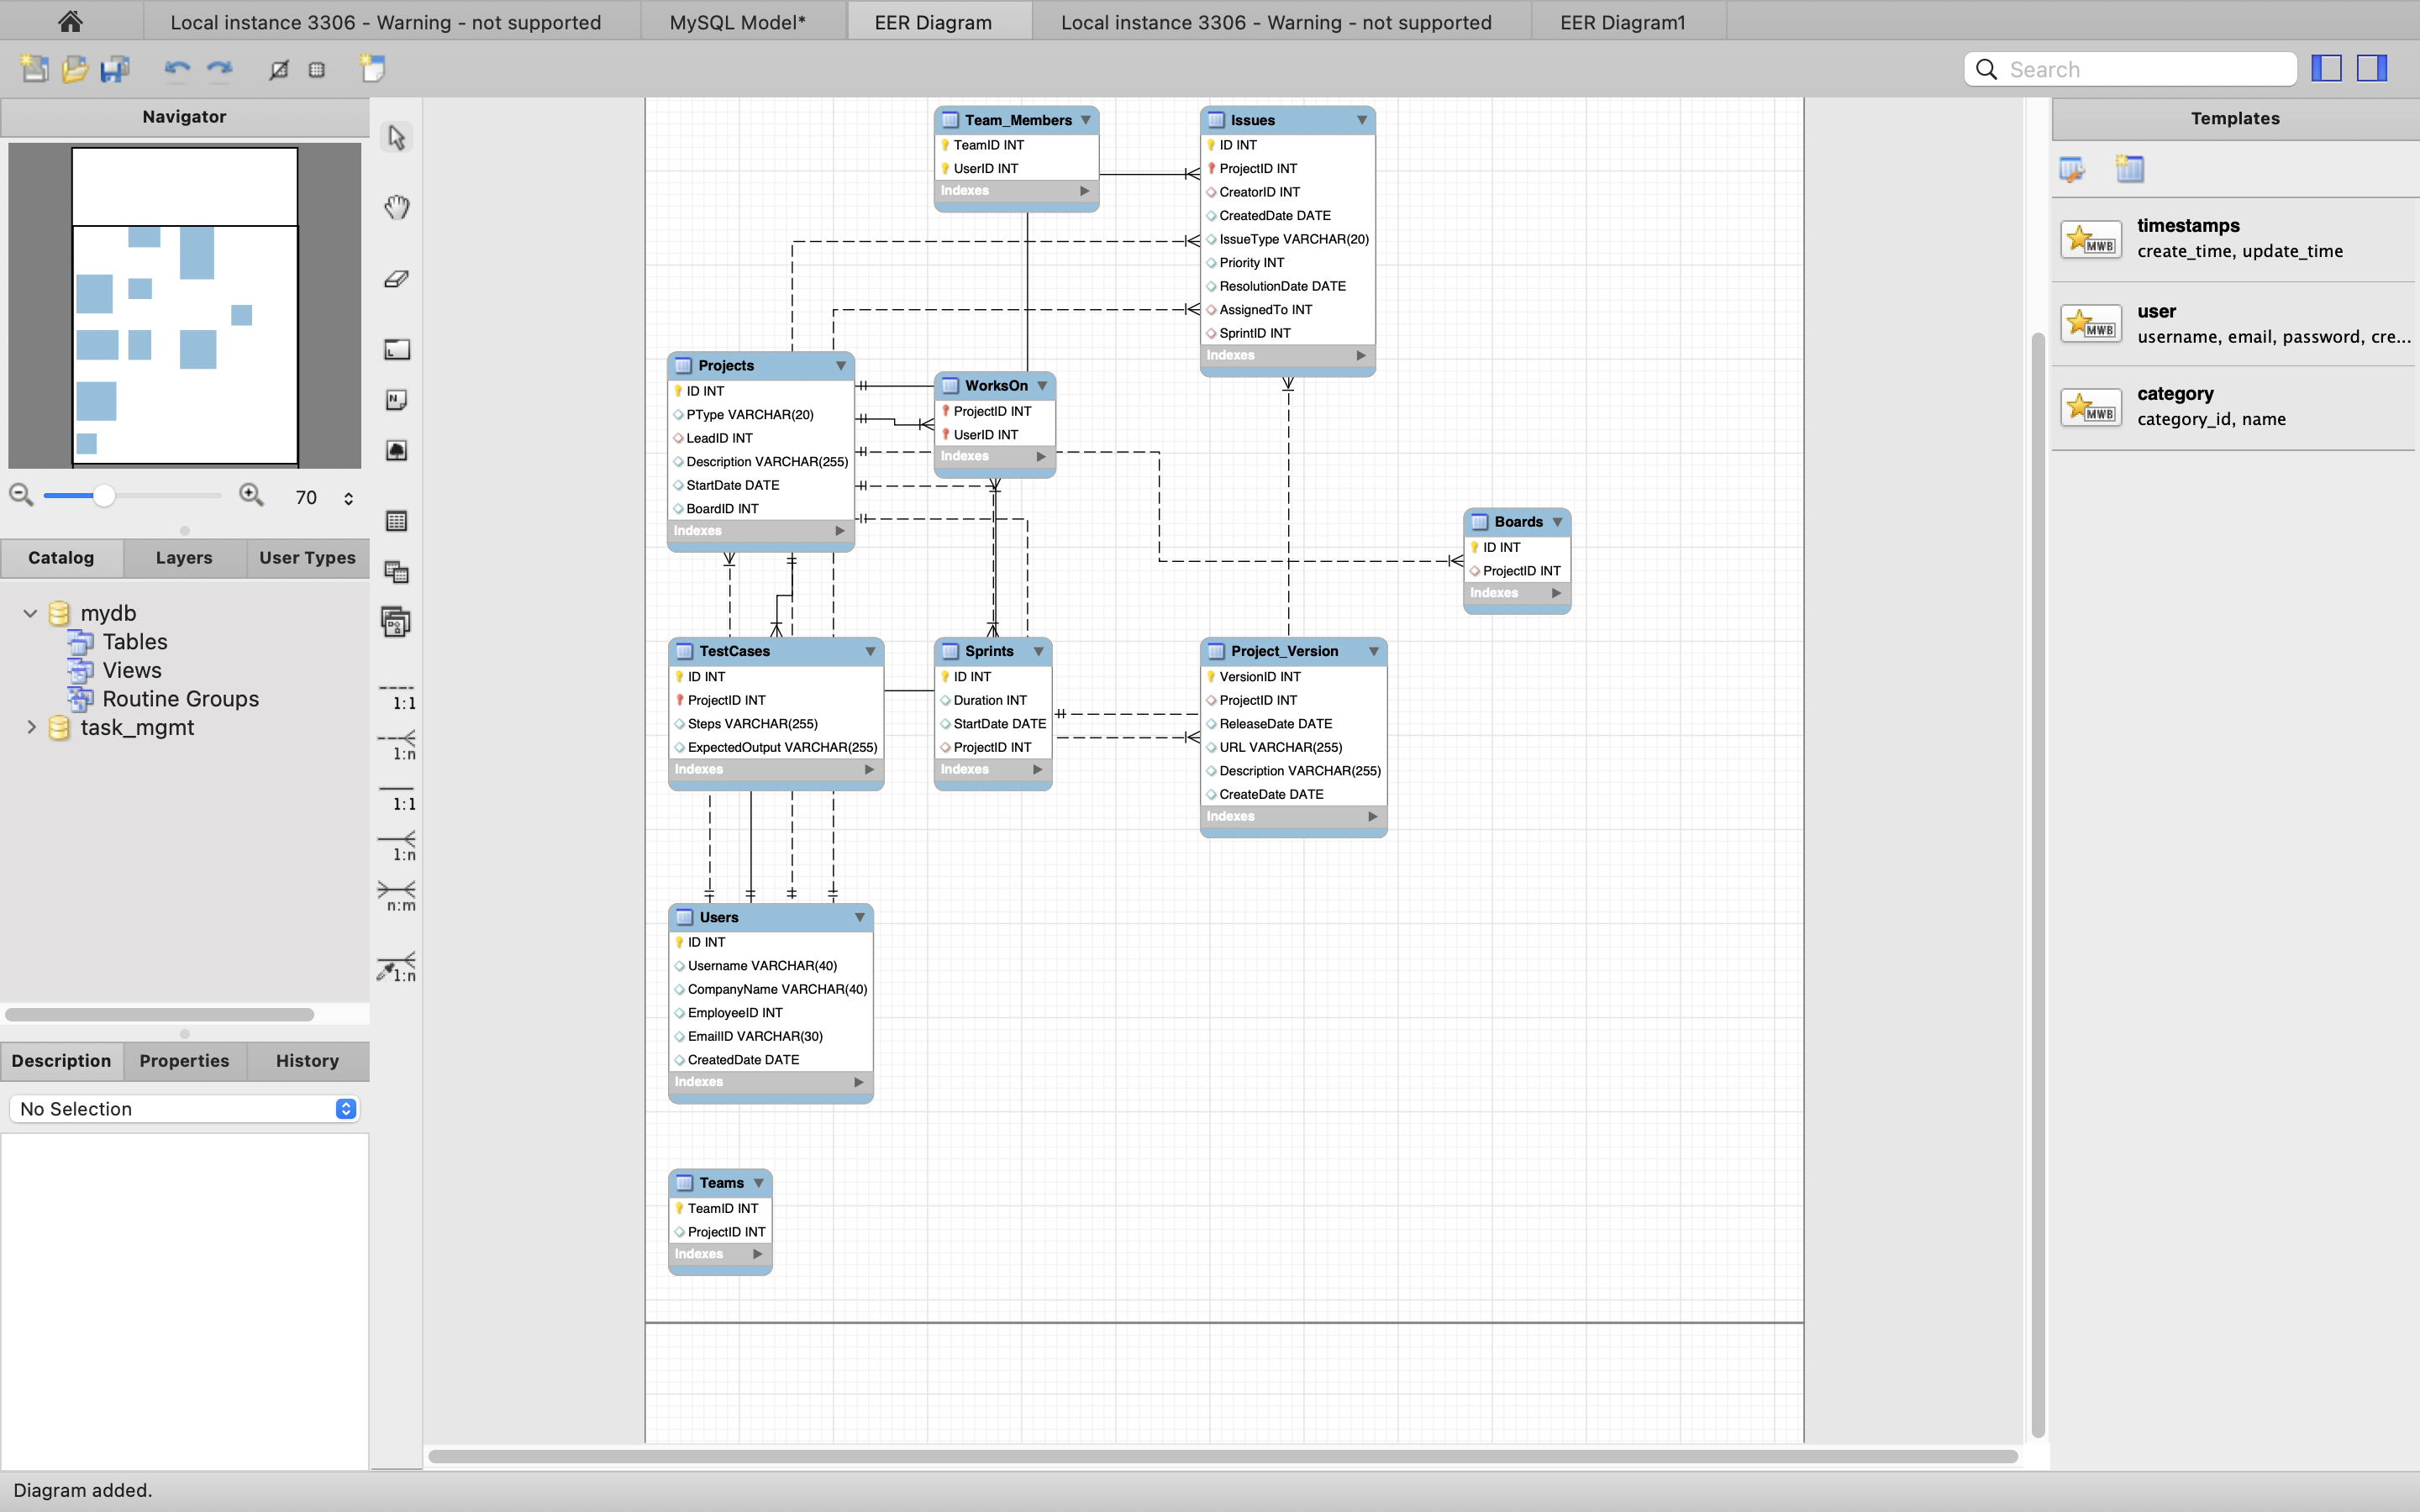 Local instance 3306 - Warning - not supported
MySQL Model*
EER Diagram
Local instance 3306 - Warning - not supported
EER Diagram1
Search
Navigator
70
Catalog
Layers
User Types
mydb
Tables
Views
Routine Groups
task_mgmt
Description
Properties
History
No Selection
1:1
1:n
1:1
1:n
n:m
1:n
Team_Members
TeamID INT
UserID INT
Indexes
Issues
ID INT
ProjectID INT
CreatorID INT
CreatedDate DATE
IssueType VARCHAR(20)
Priority INT
ResolutionDate DATE
AssignedTo INT
SprintID INT
Indexes
Projects
ID INT
PType VARCHAR(20)
LeadID INT
Description VARCHAR(255)
StartDate DATE
BoardID INT
Indexes
WorksOn
ProjectID INT
UserID INT
Indexes
Boards
ID INT
ProjectID INT
Indexes
TestCases
ID INT
ProjectID INT
Steps VARCHAR(255)
ExpectedOutput VARCHAR(255)
Indexes
Sprints
ID INT
Duration INT
StartDate DATE
ProjectID INT
Indexes
Project_Version
VersionID INT
ProjectID INT
ReleaseDate DATE
URL VARCHAR(255)
Description VARCHAR(255)
CreateDate DATE
Indexes
Users
ID INT
Username VARCHAR(40)
CompanyName VARCHAR(40)
EmployeeID INT
EmailID VARCHAR(30)
CreatedDate DATE
Indexes
Teams
TeamID INT
ProjectID INT
Indexes
Templates
MWB
timestamps
create_time, update_time
MWB
user
username, email, password, cre...
MWB
category
category_id, name
Diagram added.